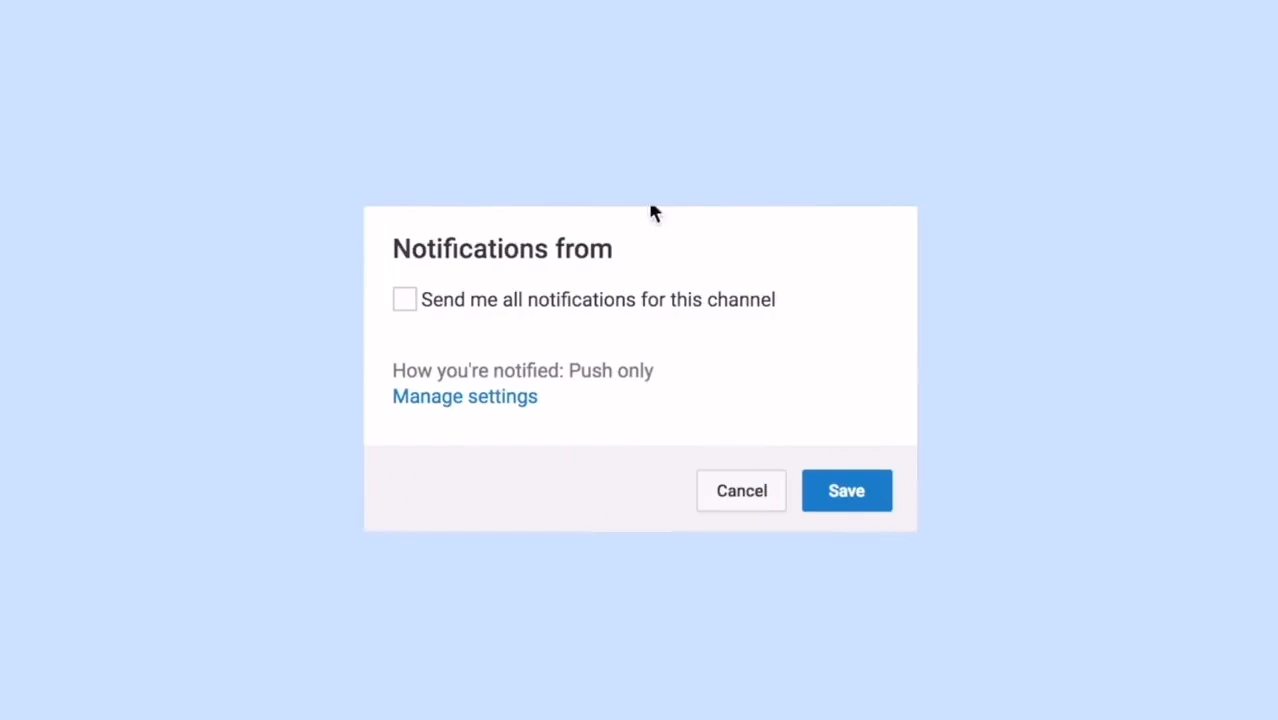 Notifications from
Send me all notifications for this channel
How you're notified: Push only
Manage settings
Cancel Save